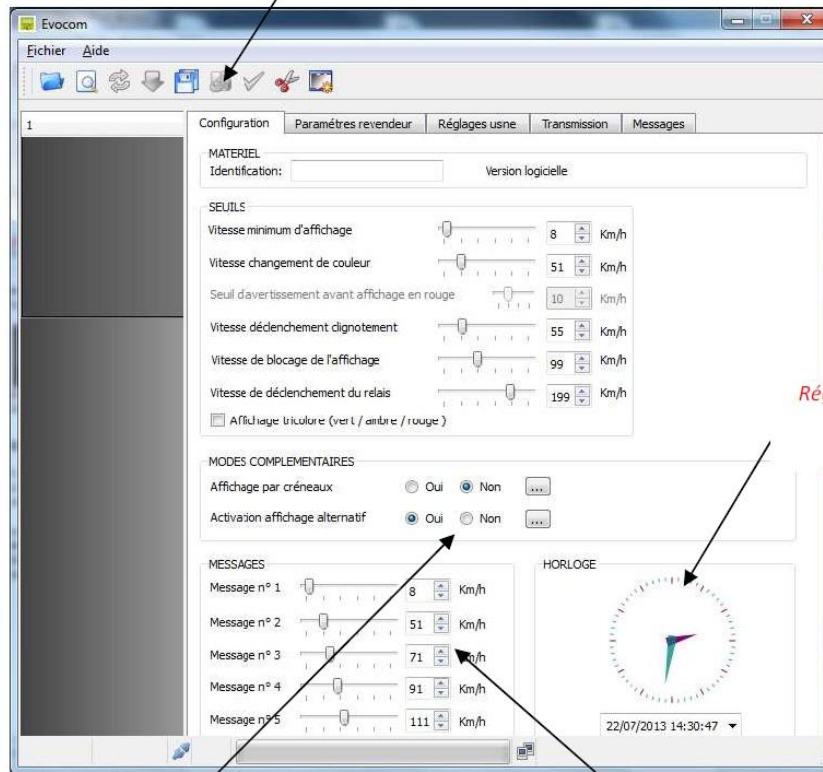 Evocom
Fichier Aide
1
Configuration Paramétres revendeur Réglages usne Transmission Messages
MATERIEL
Identification: Version logicielle
SEUILS
Vitesse minimum d'affichage 8 Km/h
Vitesse changement de couleur 51 Km/h
Seuil d'avertissement avant affichage en rouge 10 Km/h
Vitesse déclenchement clignotement 55 Km/h
Vitesse de blocage de l'affichage 99 Km/h
Vitesse de déclenchement du relais 199 Km/h
Affichage tricolore (vert / ambre / rouge )
Ré
MODES COMPLEMENTAIRES
Affichage par créneaux Oui Non ...
Activation affichage alternatif Oui Non ...
MESSAGES
Message n° 1 8 Km/h
Message n° 2 51 Km/h
Message n° 3 71 Km/h
Message n° 4 91 Km/h
Message n° 5 111 Km/h
HORLOGE
22/07/2013 14:30:47